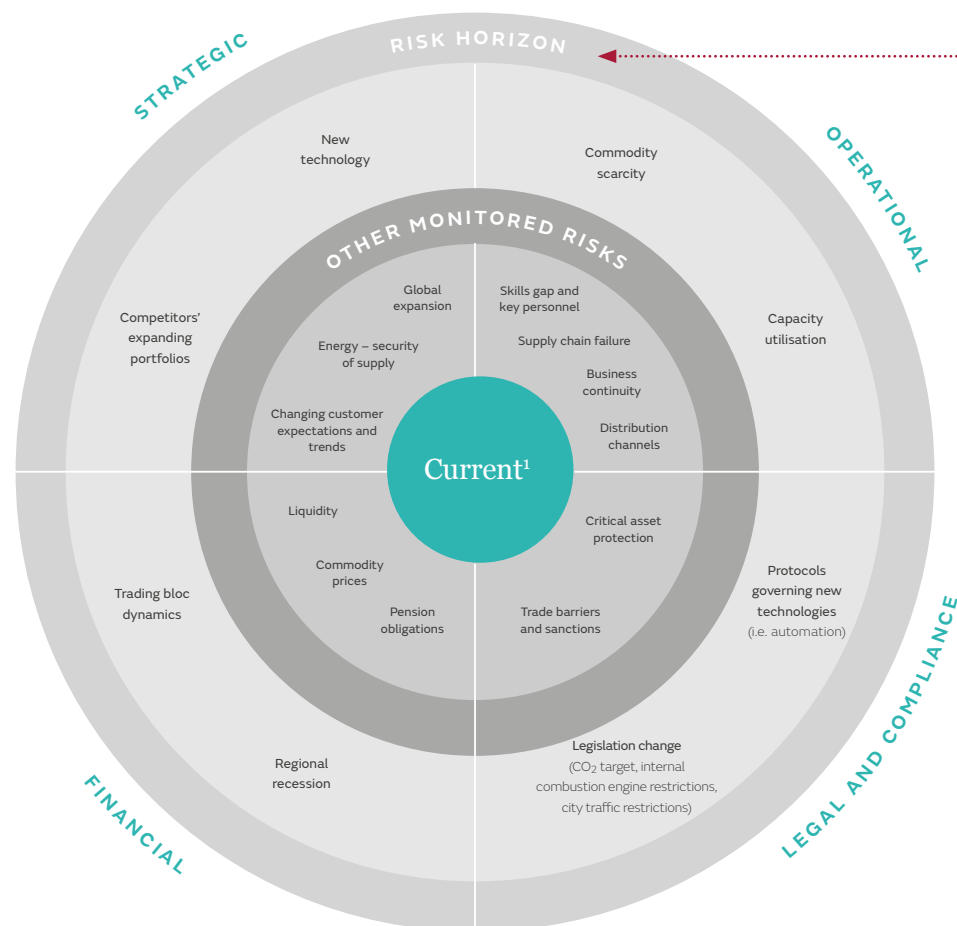 STRATEGIC
RISK HORIZON
OPERATIONAL
New
technology
Commodity
scarcity
OTHER MONITORED RISKS
Competitors’
expanding
portfolios
Capacity
utilisation
Global
expansion
Energy – security
of supply
Changing customer
expectations and
trends
Skills gap and
key personnel
Supply chain failure
Business
continuity
Distribution
channels
Current¹
Liquidity
Commodity
prices
Pension
obligations
Critical asset
protection
Trade barriers
and sanctions
Trading bloc
dynamics
Protocols
governing new
technologies
(i.e. automation)
Regional
recession
Legislation change
(CO₂ target, internal
combustion engine restrictions,
city traffic restrictions)
FINANCIAL
LEGAL AND COMPLIANCE